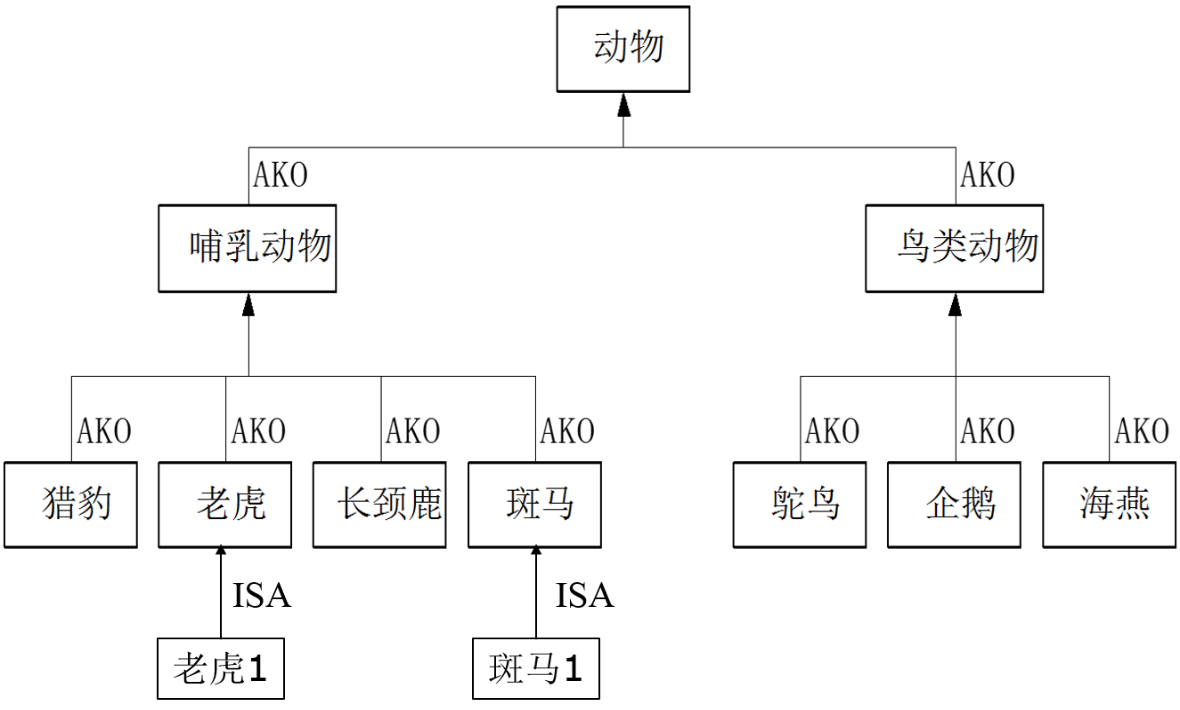 动物
AKO AKO
哺乳动物 鸟类动物
AKO AKO AKO AKO AKO AKO AKO
猎豹 老虎 长颈鹿 斑马 鸵鸟 企鹅 海燕
ISA ISA
老虎1 斑马1